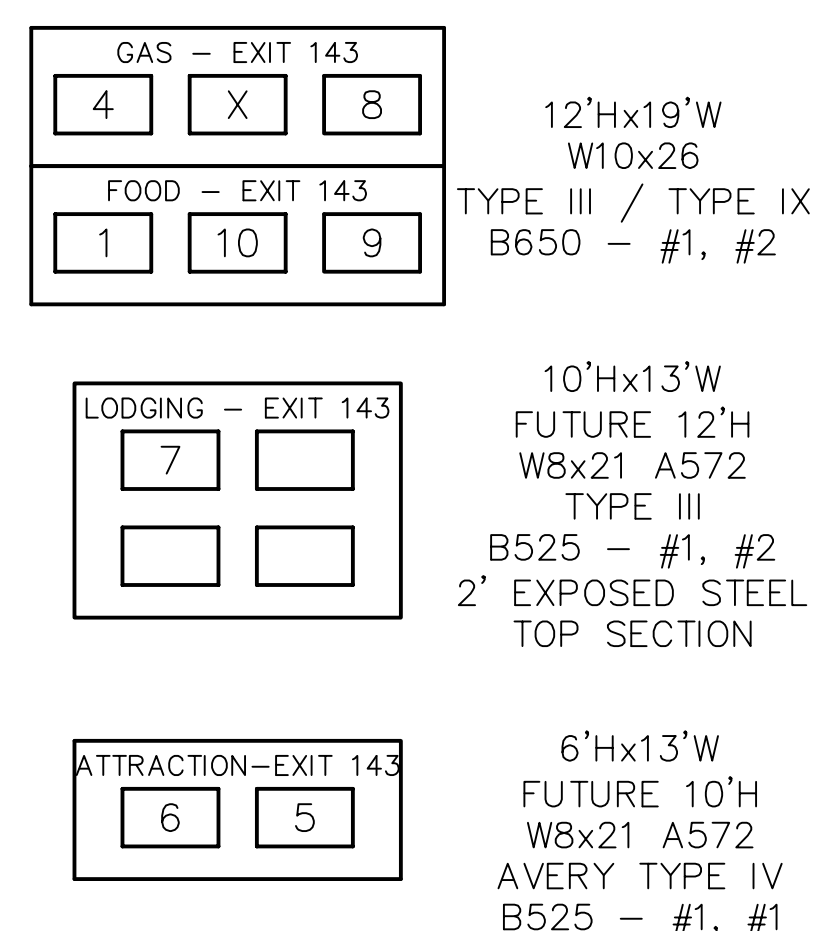 GAS – EXIT 143
4 X 8
FOOD – EXIT 143
1 10 9
12'Hx19'W
W10x26
TYPE III / TYPE IX
B650 – #1, #2
LODGING – EXIT 143
7
10'Hx13'W
FUTURE 12'H
W8x21 A572
TYPE III
B525 – #1, #2
2' EXPOSED STEEL
TOP SECTION
ATTRACTION–EXIT 143
6 5
6'Hx13'W
FUTURE 10'H
W8x21 A572
AVERY TYPE IV
B525 – #1, #1